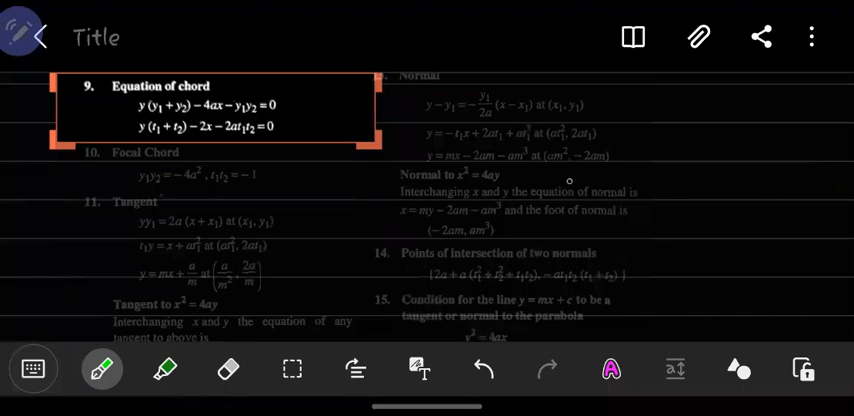 Title
9. Equation of chord
y (y₁ + y₂) – 4ax – y₁y₂ = 0
y (t₁ + t₂) – 2x – 2at₁t₂ = 0
10. Focal Chord
y₁y₂ = – 4a² , t₁t₂ = – 1
11. Tangent
yy₁ = 2a (x + x₁) at (x₁, y₁)
t₁y = x + at₁² at (at₁², 2at₁)
y = mx + a/m at (a/m², 2a/m)
Tangent to x² = 4ay
Interchanging x and y the equation of any
tangent to above is
Normal
y – y₁ = – y₁/2a (x – x₁) at (x₁, y₁)
y = – t₁x + 2at₁ + at₁³ at (at₁², 2at₁)
y = mx – 2am – am³ at (am², – 2am)
Normal to x² = 4ay
Interchanging x and y the equation of normal is
x = my – 2am – am³ and the foot of normal is
(– 2am, am³)
14. Points of intersection of two normals
{2a + a (t₁² + t₂² + t₁t₂), – at₁t₂ (t₁ + t₂) }
15. Condition for the line y = mx + c to be a
tangent or normal to the parabola
y² = 4ax
T
A
a